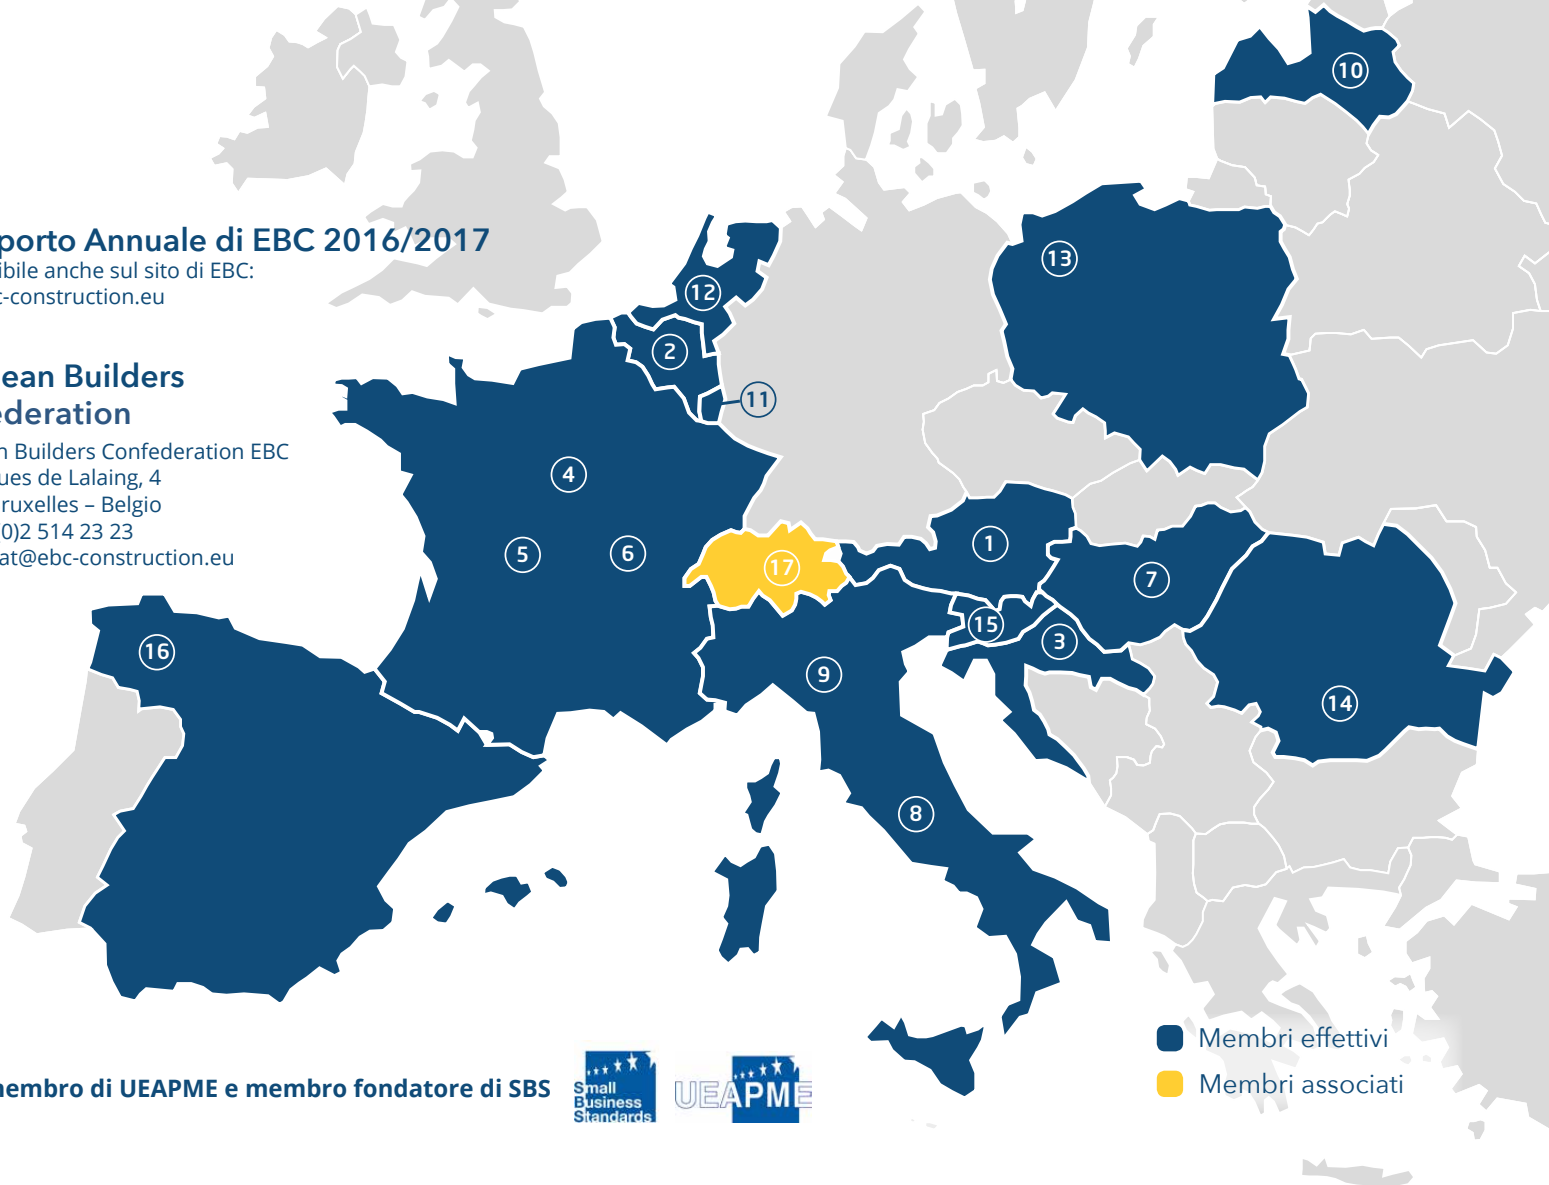 porto Annuale di EBC 2016/2017
ibile anche sul sito di EBC:
c-construction.eu
ean Builders
ederation
n Builders Confederation EBC
ques de Lalaing, 4
ruxelles – Belgio
(0)2 514 23 23
iat@ebc-construction.eu
10
13
12
2
11
4
5
6
17
1
7
15
3
16
9
14
8
Membri effettivi
Membri associati
membro di UEAPME e membro fondatore di SBS
Small
Business
Standards
UEAPME